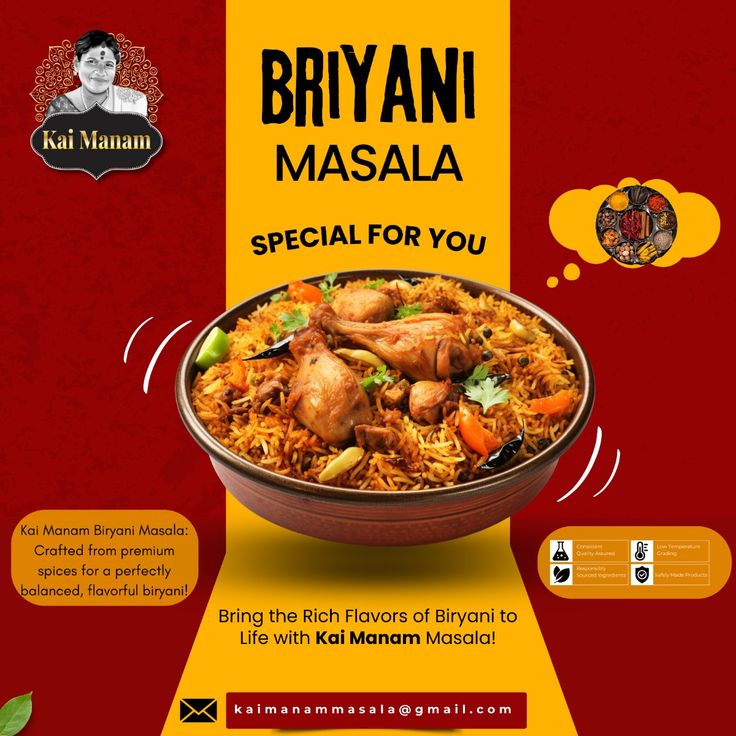 Kai Manam
BRIYANI
MASALA
SPECIAL FOR YOU
Kai Manam Biryani Masala:
Crafted from premium
spices for a perfectly
balanced, flavorful biryani!
Consistent
Quality Assured
Low Temperature
Grading
Responsibly
Sourced Ingredients
Safely Made Products
Bring the Rich Flavors of Biryani to
Life with Kai Manam Masala!
kaimanammasala@gmail.com